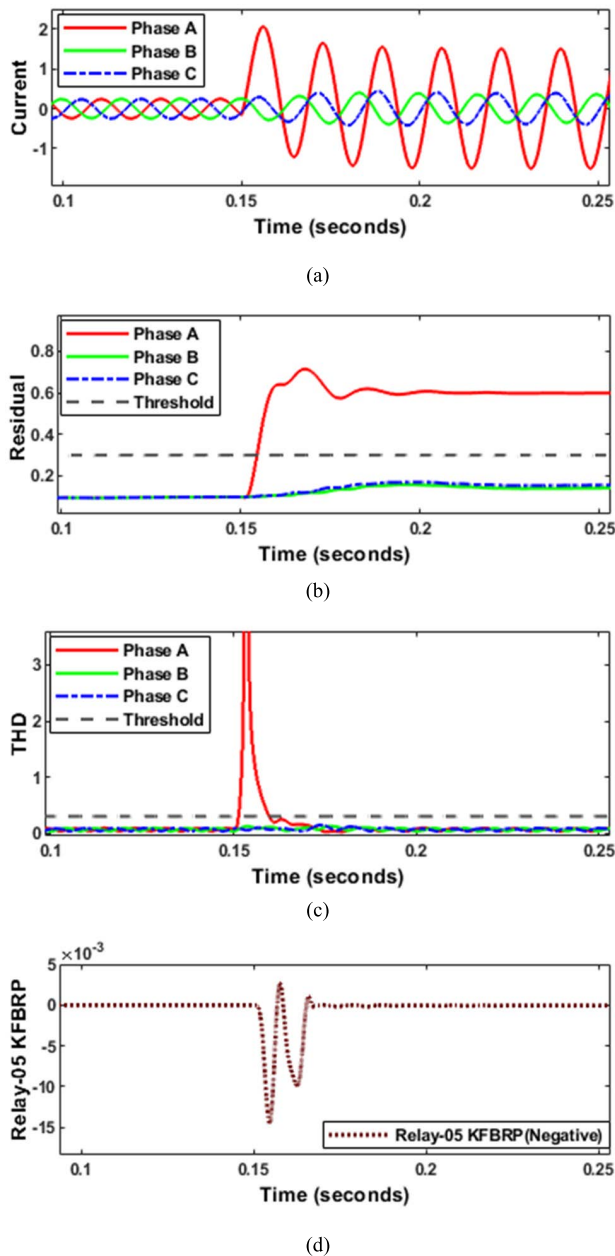 2
1
0
-1
Current
Phase A
Phase B
Phase C
0.1
0.15
0.2
0.25
Time (seconds)
(a)
0.8
0.6
0.4
0.2
Residual
Phase A
Phase B
Phase C
Threshold
0.1
0.15
0.2
0.25
Time (seconds)
(b)
3
2
1
0
THD
Phase A
Phase B
Phase C
Threshold
0.1
0.15
0.2
0.25
Time (seconds)
(c)
×10⁻³
5
0
-5
-10
-15
Relay-05 KFBRP
Relay-05 KFBRP(Negative)
0.1
0.15
0.2
0.25
Time (seconds)
(d)